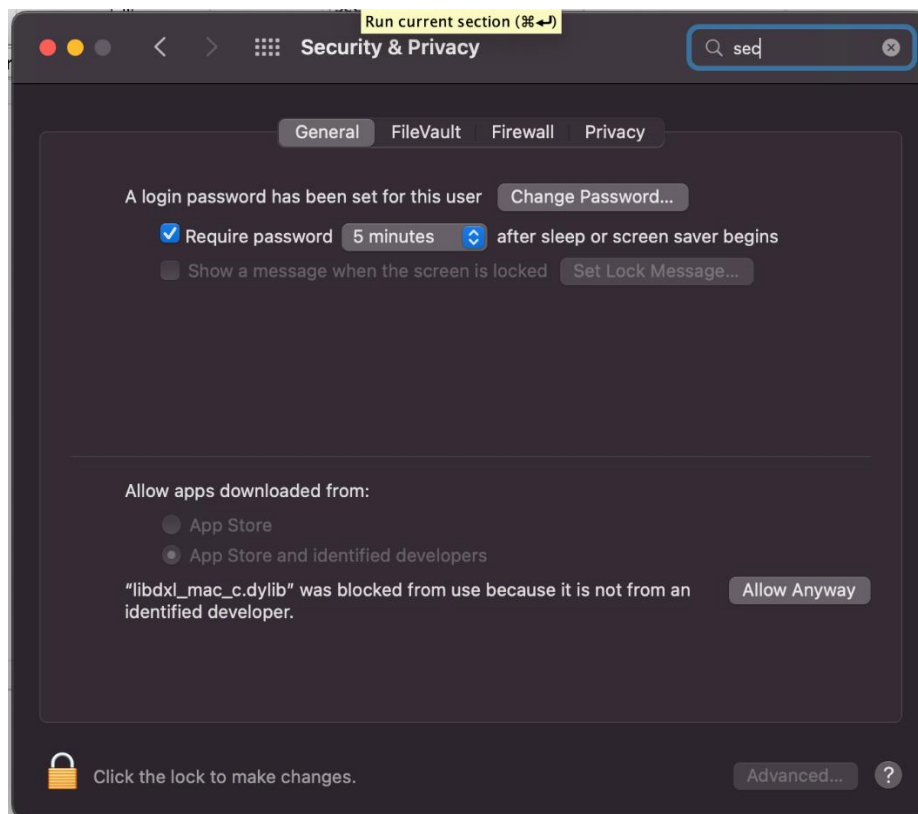 Run current section (⌘↵)
Security & Privacy
sec
General FileVault Firewall Privacy
A login password has been set for this user Change Password...
Require password 5 minutes after sleep or screen saver begins
Show a message when the screen is locked Set Lock Message...
Allow apps downloaded from:
App Store
App Store and identified developers
“libdxl_mac_c.dylib” was blocked from use because it is not from an Allow Anyway
identified developer.
Click the lock to make changes. Advanced... ?